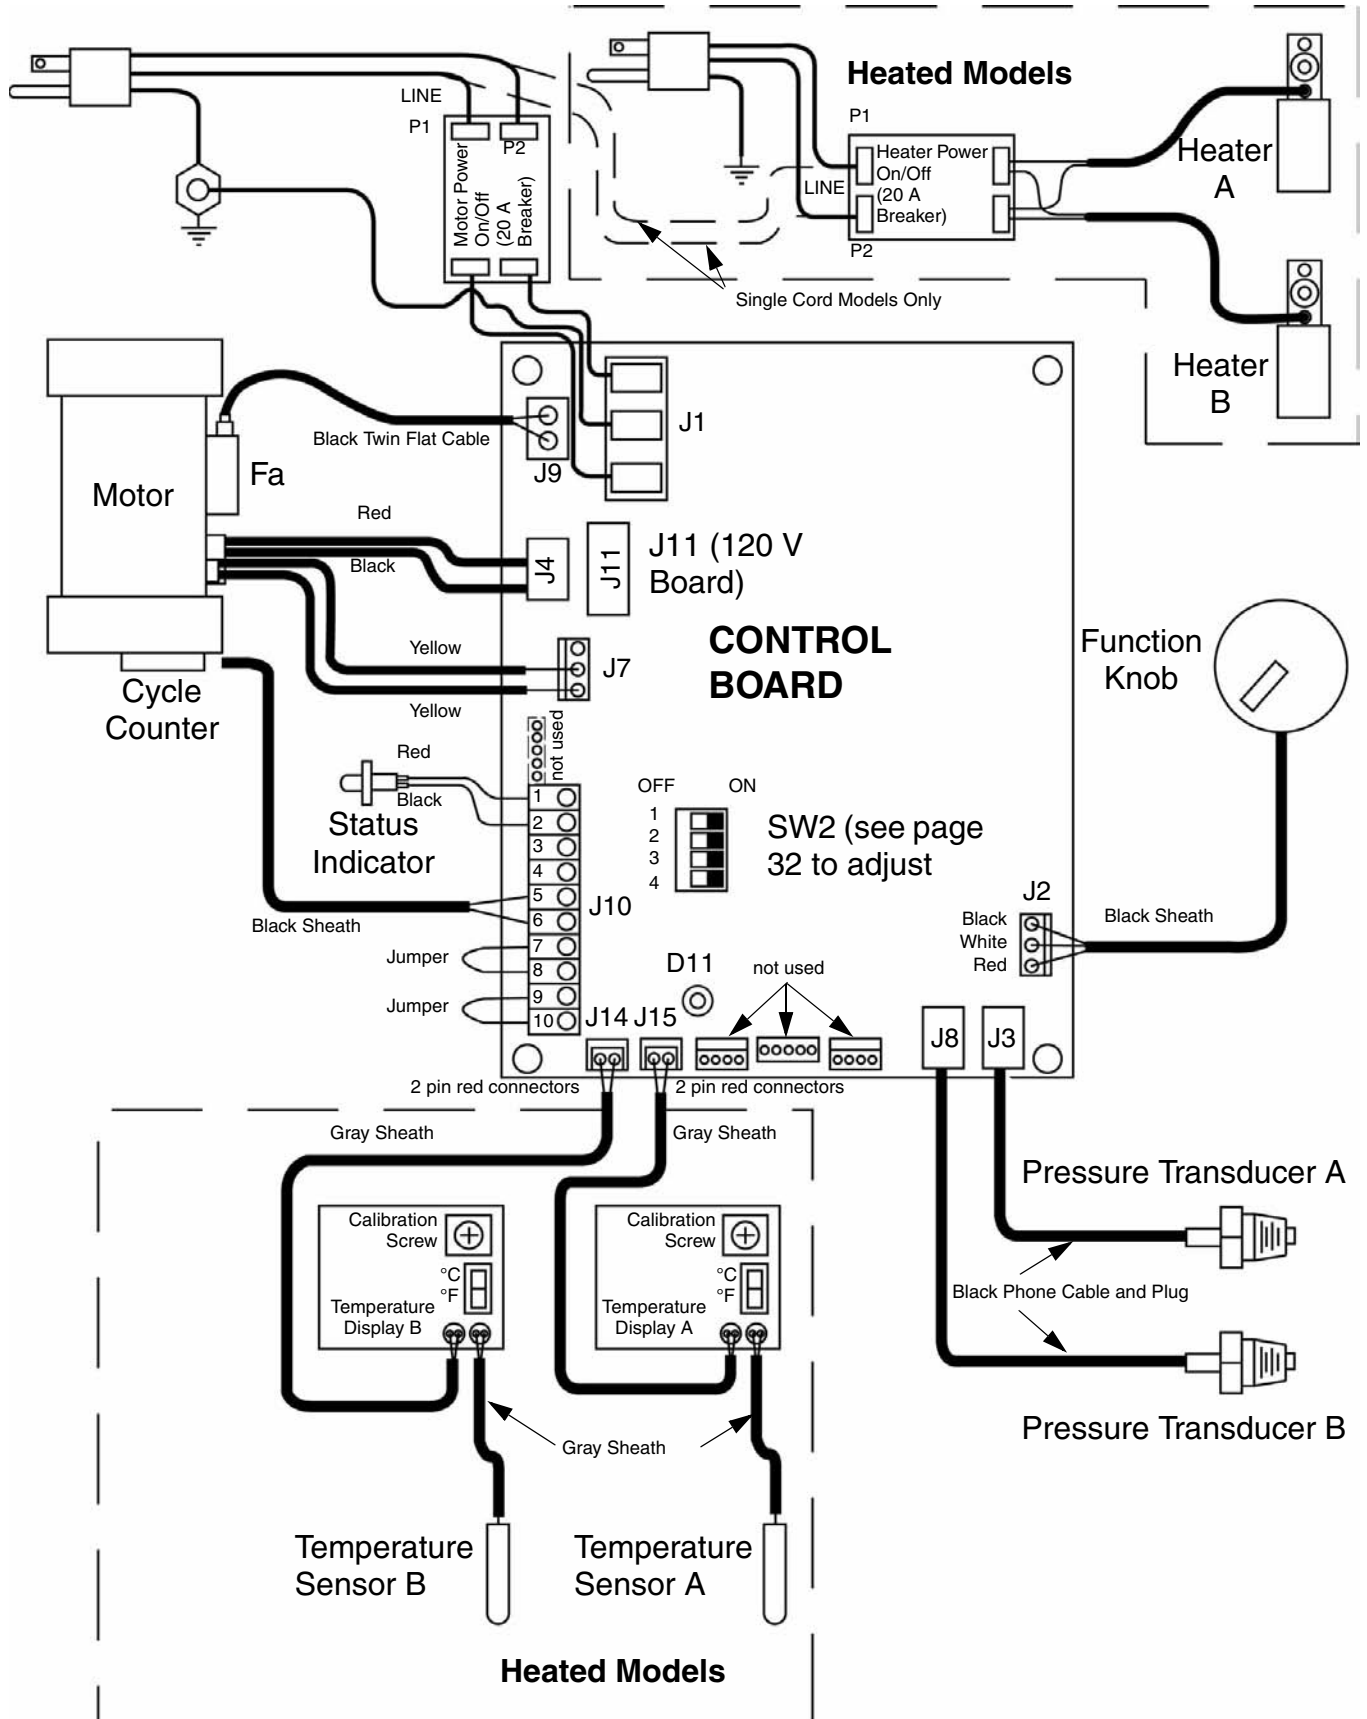 Heated Models
LINE
P1
P2
Motor Power
On/Off
(20 A
Breaker)
P1
Heater Power
On/Off
(20 A
Breaker)
LINE
P2
Heater
A
Single Cord Models Only
Heater
B
Black Twin Flat Cable
J9
J1
Motor
Fa
Red
Black
J4
J11
J11 (120 V
Board)
CONTROL
BOARD
Function
Knob
Yellow
J7
Yellow
Cycle
Counter
not used
Red
Black
Status
Indicator
OFF
ON
1
2
3
4
SW2 (see page
32 to adjust
1
2
3
4
5
6
7
8
9
10
J10
Black Sheath
Jumper
Jumper
J2
Black
White
Red
Black Sheath
D11
not used
J14
J15
J8
J3
2 pin red connectors
2 pin red connectors
Gray Sheath
Gray Sheath
Pressure Transducer A
Calibration
Screw
°C
°F
Temperature
Display B
Calibration
Screw
°C
°F
Temperature
Display A
Black Phone Cable and Plug
Pressure Transducer B
Gray Sheath
Temperature
Sensor B
Temperature
Sensor A
Heated Models